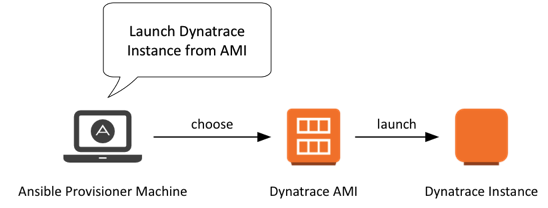 Launch Dynatrace
Instance from AMI
choose
launch
Ansible Provisioner Machine
Dynatrace AMI
Dynatrace Instance